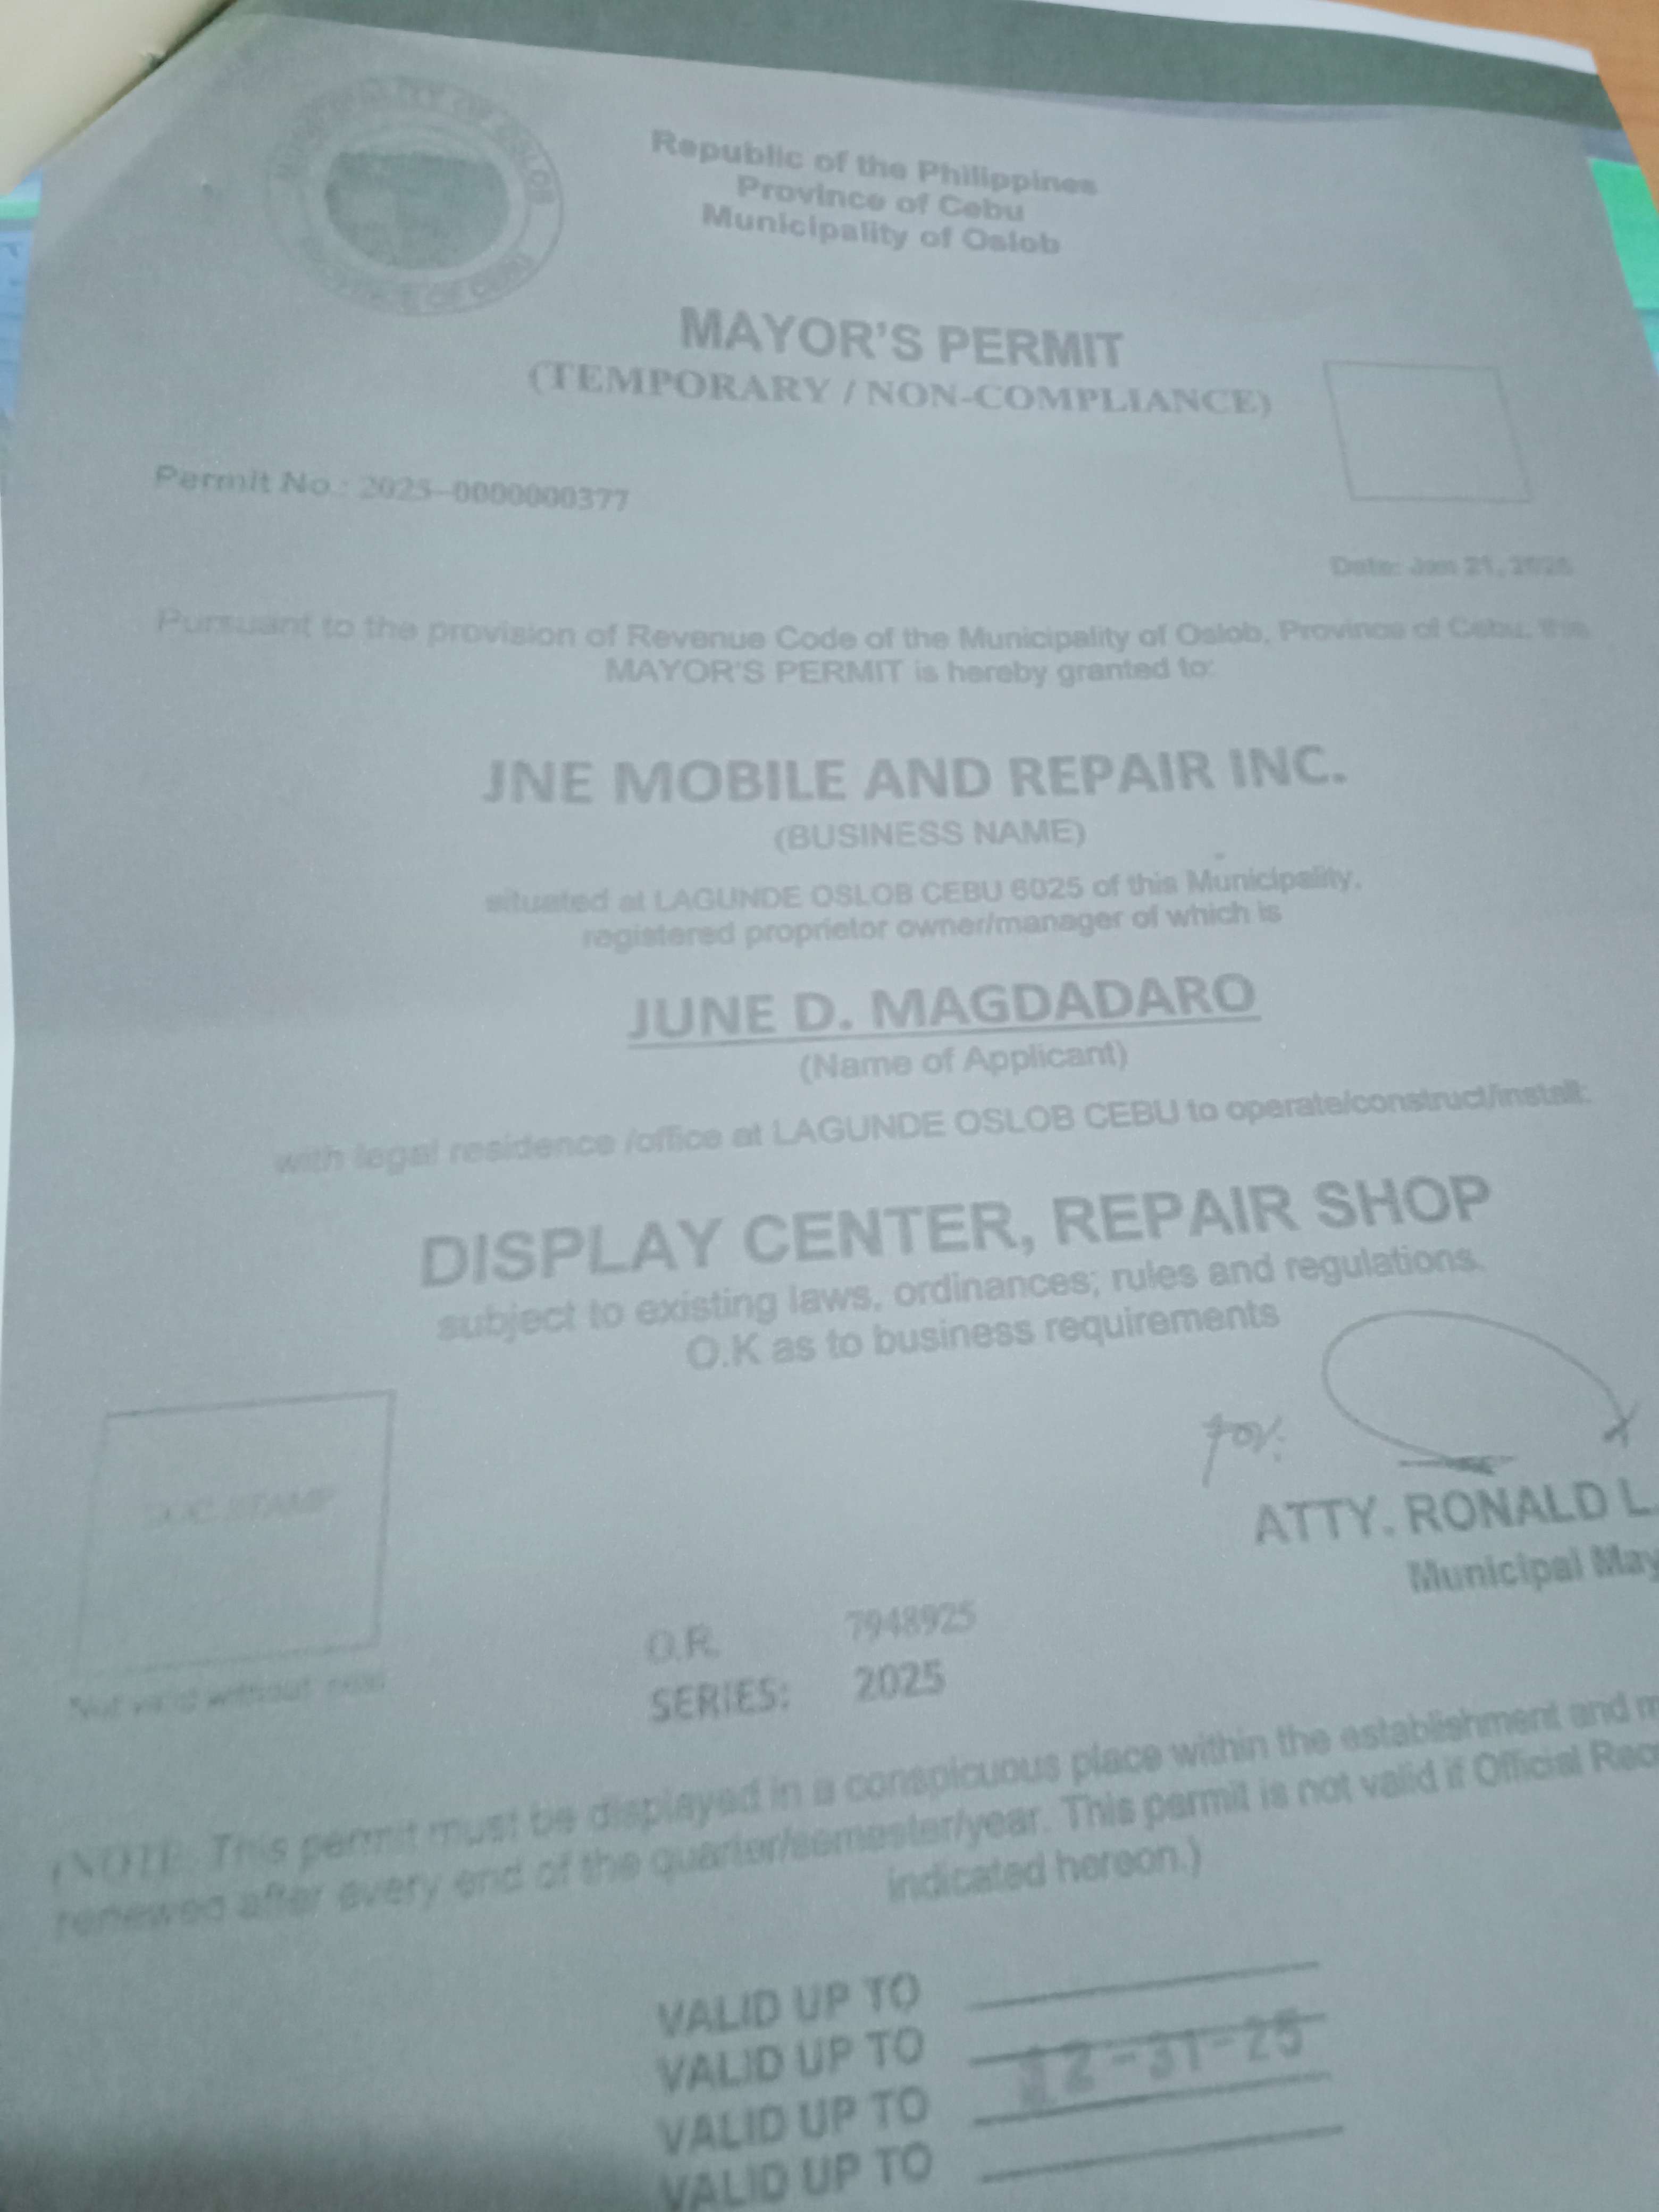 MUNICIPALITY OF OSLOB
PROVINCE OF CEBU
Republic of the Philippines
Province of Cebu
Municipality of Oslob
MAYOR'S PERMIT
(TEMPORARY / NON-COMPLIANCE)
Permit No.: 2025-0000000377
Date: Jan 21, 2025
Pursuant to the provision of Revenue Code of the Municipality of Oslob, Province of Cebu, this
MAYOR'S PERMIT is hereby granted to:
JNE MOBILE AND REPAIR INC.
(BUSINESS NAME)
situated at LAGUNDE OSLOB CEBU 6025 of this Municipality,
registered proprietor owner/manager of which is
JUNE D. MAGDADARO
(Name of Applicant)
with legal residence /office at LAGUNDE OSLOB CEBU to operate/construct/install:
DISPLAY CENTER, REPAIR SHOP
subject to existing laws, ordinances; rules and regulations.
O.K as to business requirements
for:
ATTY. RONALD L.
Municipal May
DOC STAMP
*Not valid without seal
O.R. 7948925
SERIES: 2025
(NOTE: This permit must be displayed in a conspicuous place within the establishment and m
renewed after every end of the quarter/semester/year. This permit is not valid if Official Rec
indicated hereon.)
VALID UP TO
VALID UP TO
VALID UP TO 12-31-25
VALID UP TO